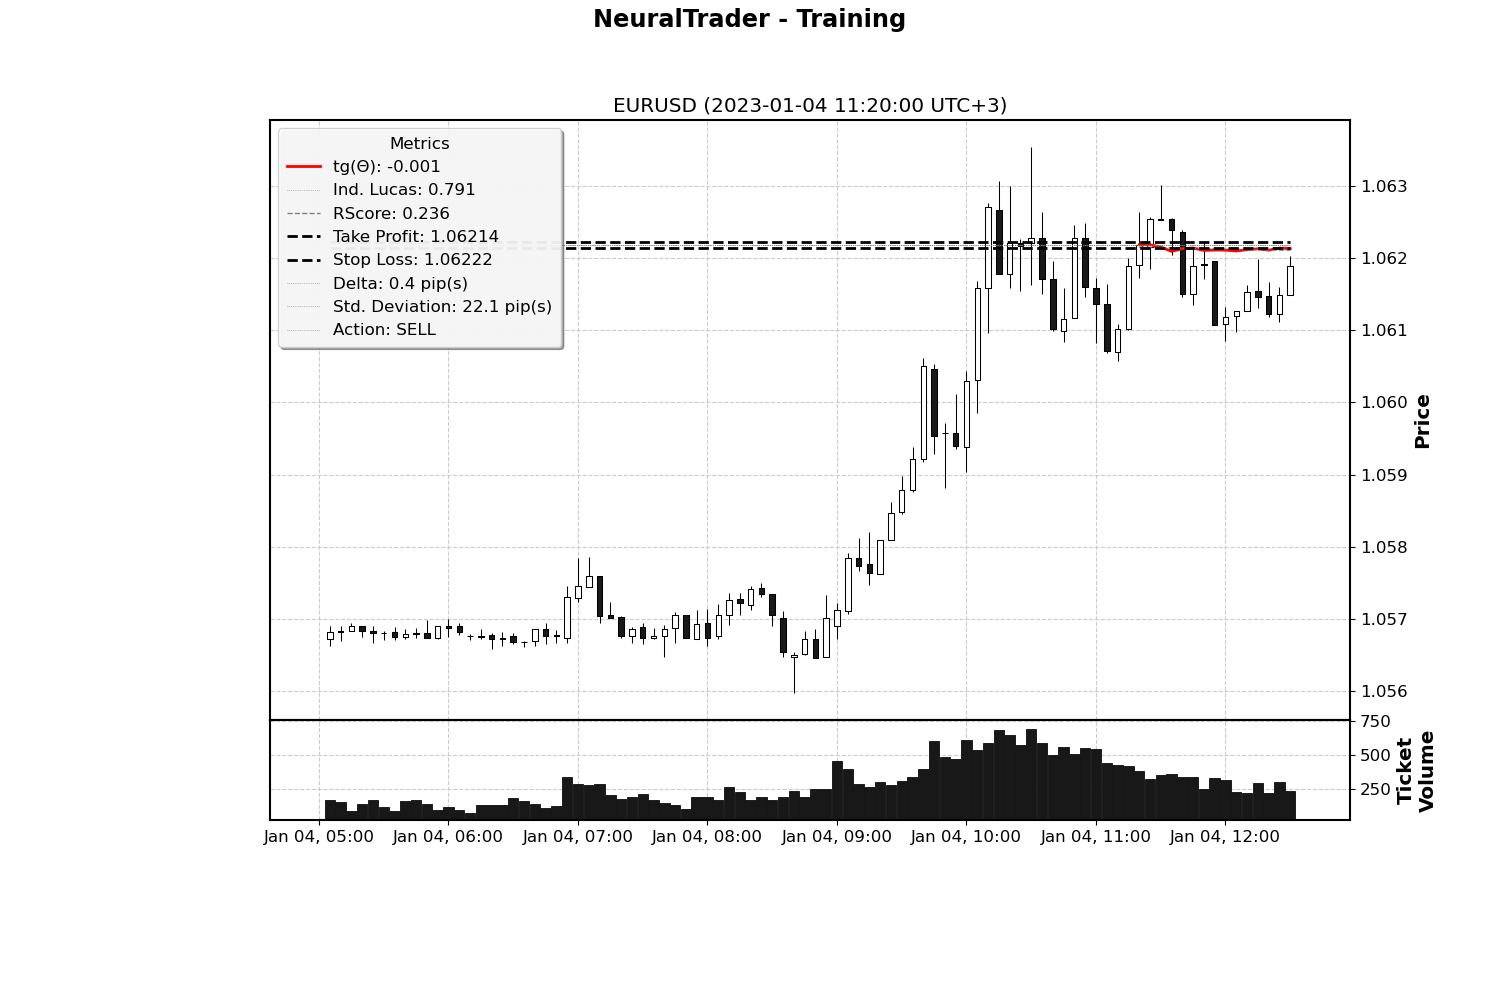 NeuralTrader - Training
EURUSD (2023-01-04 11:20:00 UTC+3)
Metrics
tg(Θ): -0.001
Ind. Lucas: 0.791
RScore: 0.236
Take Profit: 1.06214
Stop Loss: 1.06222
Delta: 0.4 pip(s)
Std. Deviation: 22.1 pip(s)
Action: SELL
1.063
1.062
1.061
1.060
1.059
1.058
1.057
1.056
Price
750
500
250
Ticket
Volume
Jan 04, 05:00 Jan 04, 06:00 Jan 04, 07:00 Jan 04, 08:00 Jan 04, 09:00 Jan 04, 10:00 Jan 04, 11:00 Jan 04, 12:00